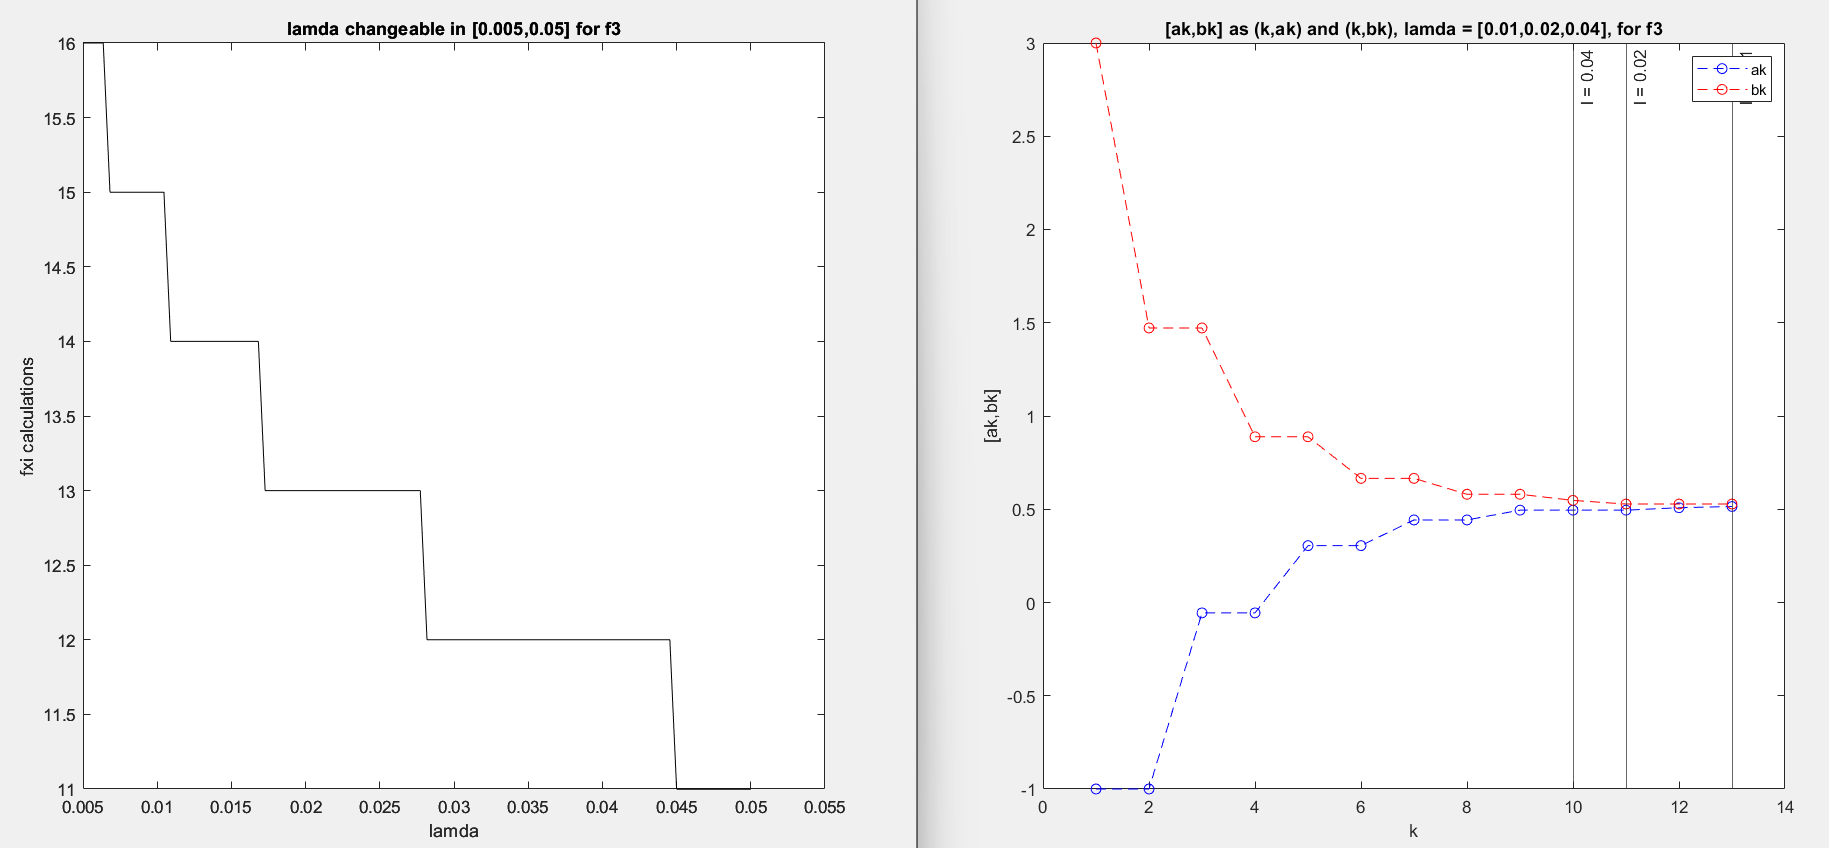 lamda changeable in [0.005,0.05] for f3
16
15.5
15
14.5
14
13.5
13
12.5
12
11.5
11
fxi calculations
0.005 0.01 0.015 0.02 0.025 0.03 0.035 0.04 0.045 0.05 0.055
lamda
[ak,bk] as (k,ak) and (k,bk), lamda = [0.01,0.02,0.04], for f3
3
2.5
2
1.5
1
0.5
0
-0.5
-1
[ak,bk]
l = 0.04
l = 0.02
ak
bk
0 2 4 6 8 10 12 14
k